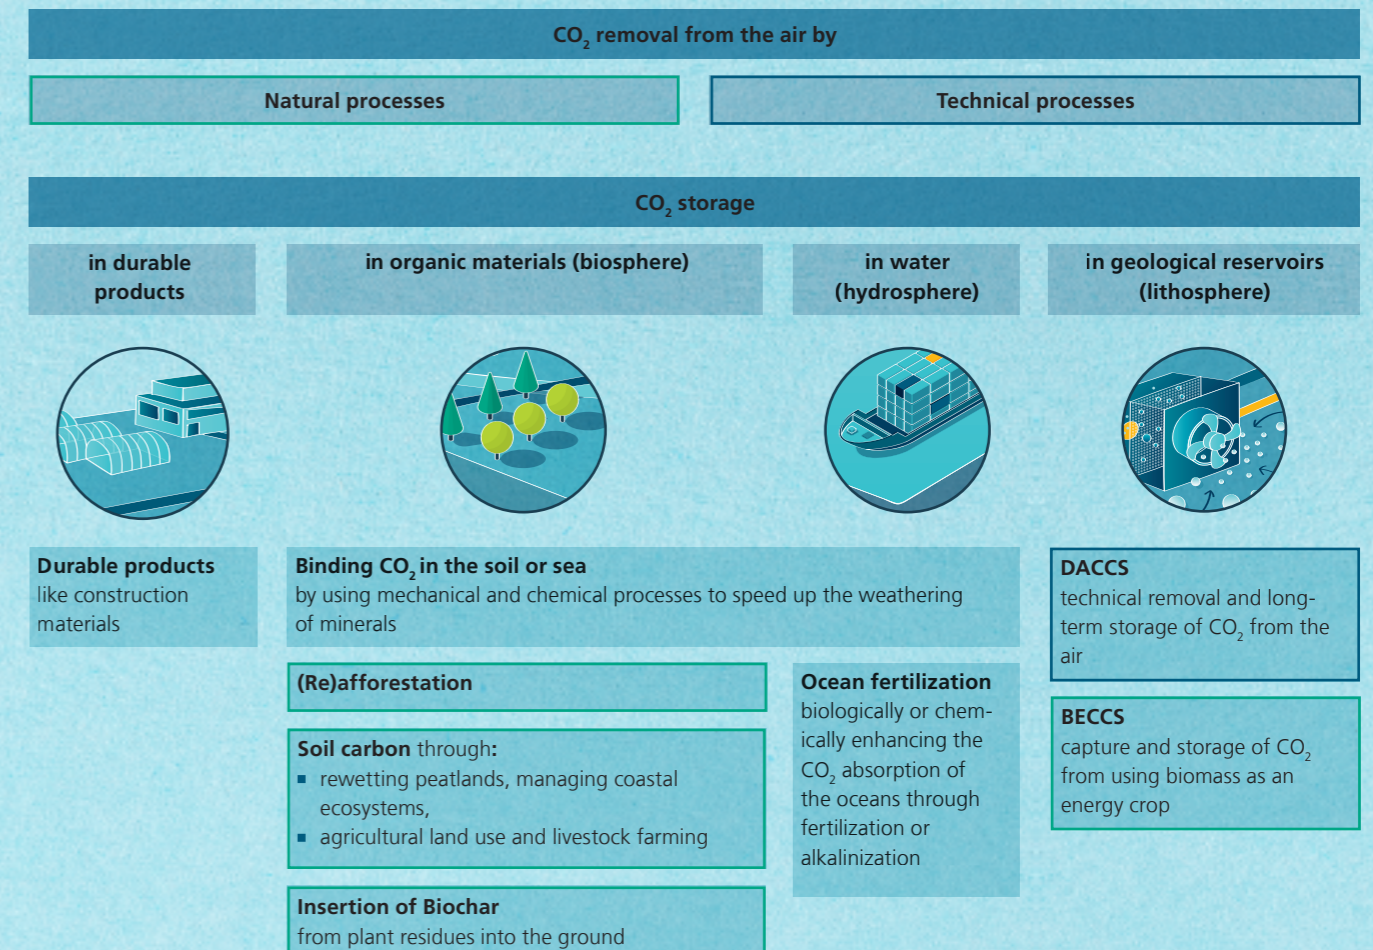 CO₂ removal from the air by
Natural processes
Technical processes
CO₂ storage
in durable
products
in organic materials (biosphere)
in water
(hydrosphere)
in geological reservoirs
(lithosphere)
Durable products
like construction
materials
Binding CO₂ in the soil or sea
by using mechanical and chemical processes to speed up the weathering
of minerals
(Re)afforestation
Soil carbon through:
▪ rewetting peatlands, managing coastal
ecosystems,
▪ agricultural land use and livestock farming
Insertion of Biochar
from plant residues into the ground
Ocean fertilization
biologically or chem-
ically enhancing the
CO₂ absorption of
the oceans through
fertilization or
alkalinization
DACCS
technical removal and long-
term storage of CO₂ from the
air
BECCS
capture and storage of CO₂
from using biomass as an
energy crop